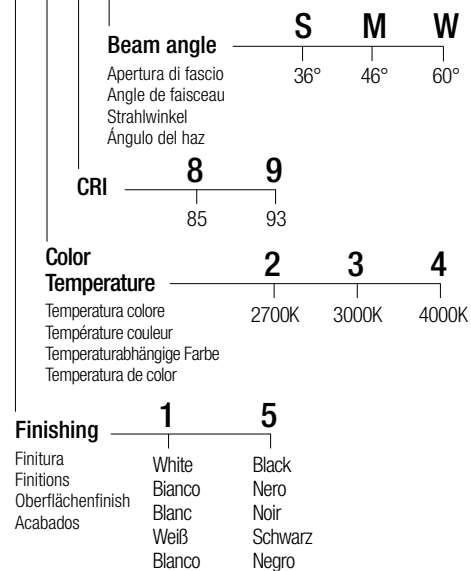 S M W
Beam angle
Apertura di fascio 36° 46° 60°
Angle de faisceau
Strahlwinkel
Ángulo del haz
8 9
CRI
85 93
Color
Temperature 2 3 4
Temperatura colore 2700K 3000K 4000K
Température couleur
Temperaturabhängige Farbe
Temperatura de color
1 5
Finishing
Finitura White Black
Finitions Bianco Nero
Oberflächenfinish Blanc Noir
Acabados Weiß Schwarz
Blanco Negro